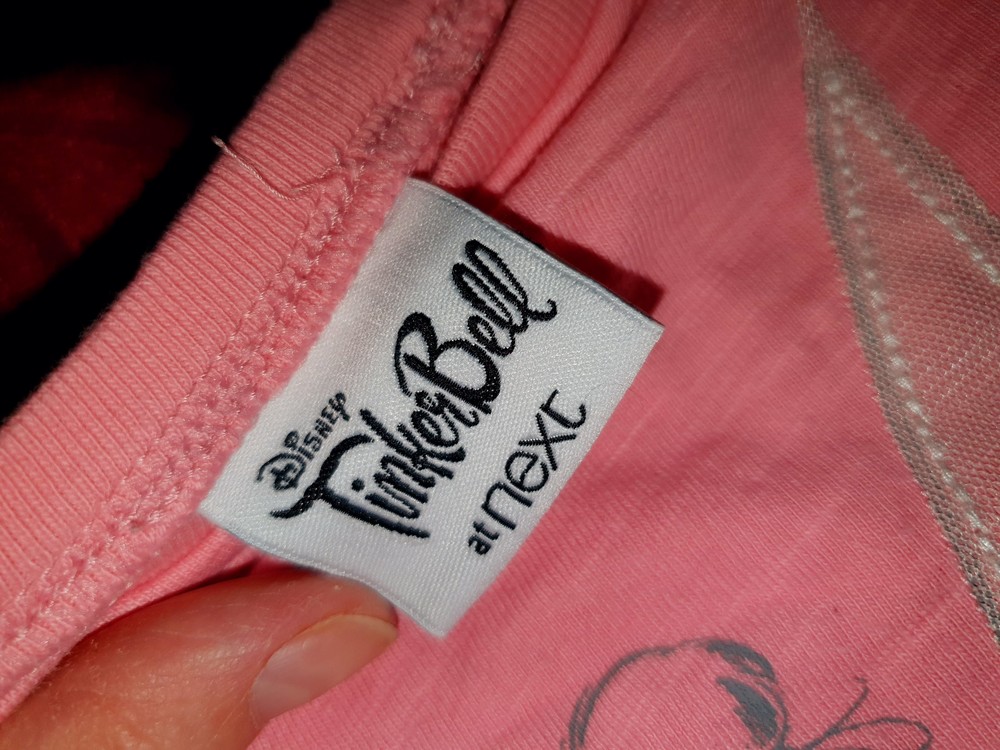 Disney
TinkerBell
at next